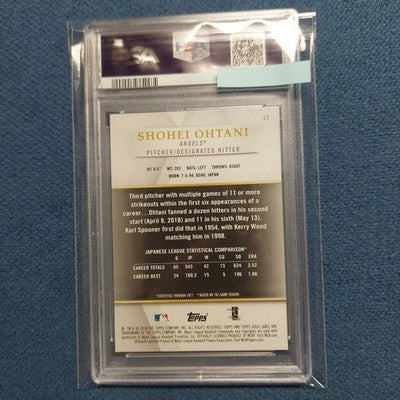 17
SHOHEI OHTANI
ANGELS®
PITCHER/DESIGNATED HITTER
HT: 6'4" WT: 203 BATS: LEFT THROWS: RIGHT
BORN: 7-5-94, OSHU, JAPAN
Third pitcher with multiple games of 11 or more
strikeouts within the first six appearances of
a career... Ohtani fanned a dozen hitters in his second
start (April 8, 2018) and 11 in his sixth (May 13).
Karl Spooner first did that in 1954, with Kerry Wood
matching him in 1998.
JAPANESE LEAGUE STATISTICAL COMPARISON*
G IP W CG SO ERA
CAREER TOTALS 85 543 42 13 624 2.52
CAREER 24 160.2 15 5 196 1.86
*STATISTICS THROUGH 2017. **BASED ON 162 GAME SEASON
Topps